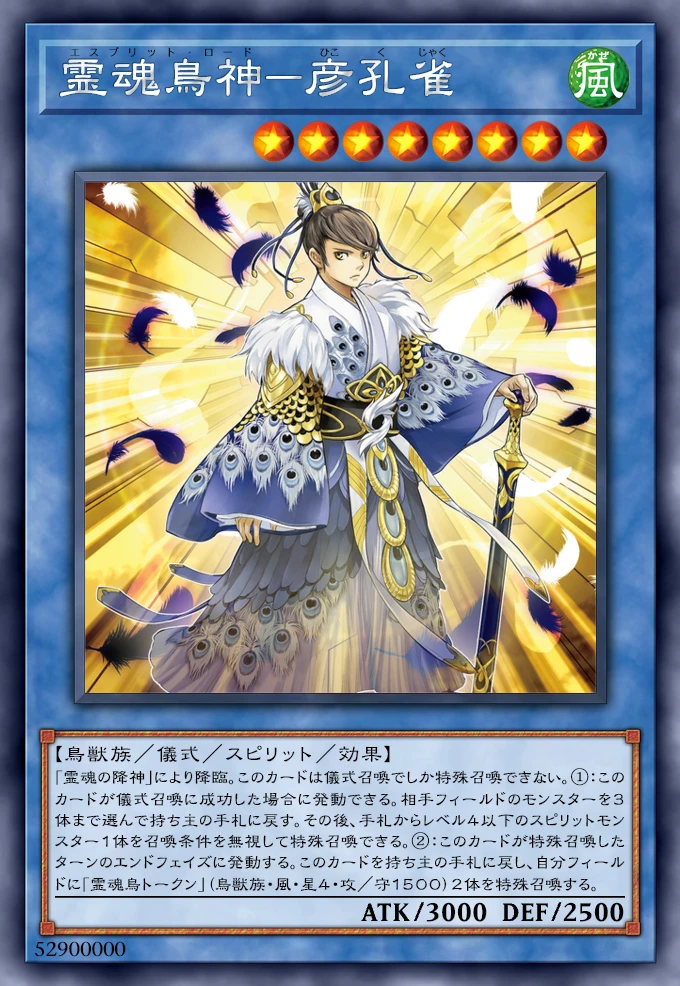 エスプリット・ロード ひこ く じゃく
霊魂鳥神－彦孔雀
かぜ
風
【鳥獣族／儀式／スピリット／効果】
「霊魂の降神」により降臨。このカードは儀式召喚でしか特殊召喚できない。①：この
カードが儀式召喚に成功した場合に発動できる。相手フィールドのモンスターを３
体まで選んで持ち主の手札に戻す。その後、手札からレベル４以下のスピリットモン
スター１体を召喚条件を無視して特殊召喚できる。②：このカードが特殊召喚した
ターンのエンドフェイズに発動する。このカードを持ち主の手札に戻し、自分フィール
ドに「霊魂鳥トークン」（鳥獣族・風・星４・攻／守１５００）２体を特殊召喚する。
ATK/3000 DEF/2500
52900000